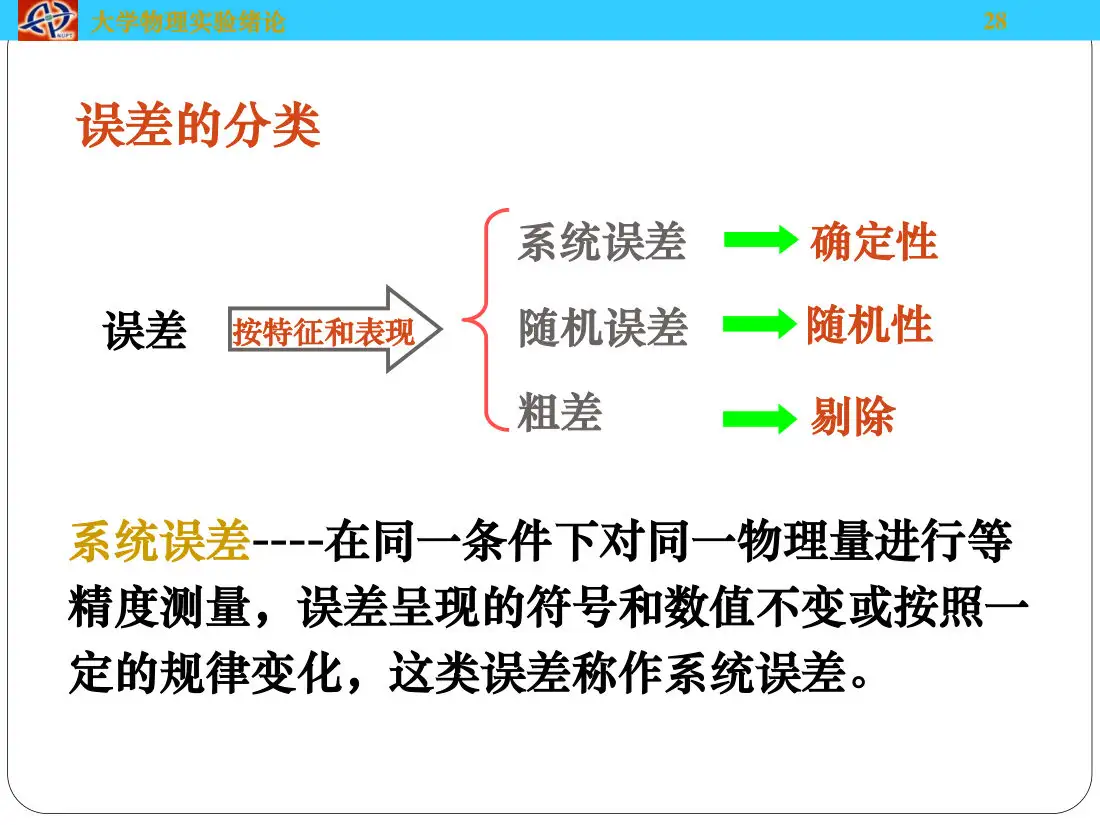 大学物理实验绪论
28
NUPT
误差的分类
误差
按特征和表现
系统误差
确定性
随机误差
随机性
粗差
剔除
系统误差----在同一条件下对同一物理量进行等
精度测量，误差呈现的符号和数值不变或按照一
定的规律变化，这类误差称作系统误差。